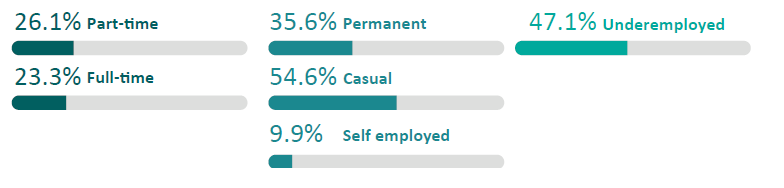 26.1% Part-time
35.6% Permanent
47.1% Underemployed
23.3% Full-time
54.6% Casual
9.9% Self employed